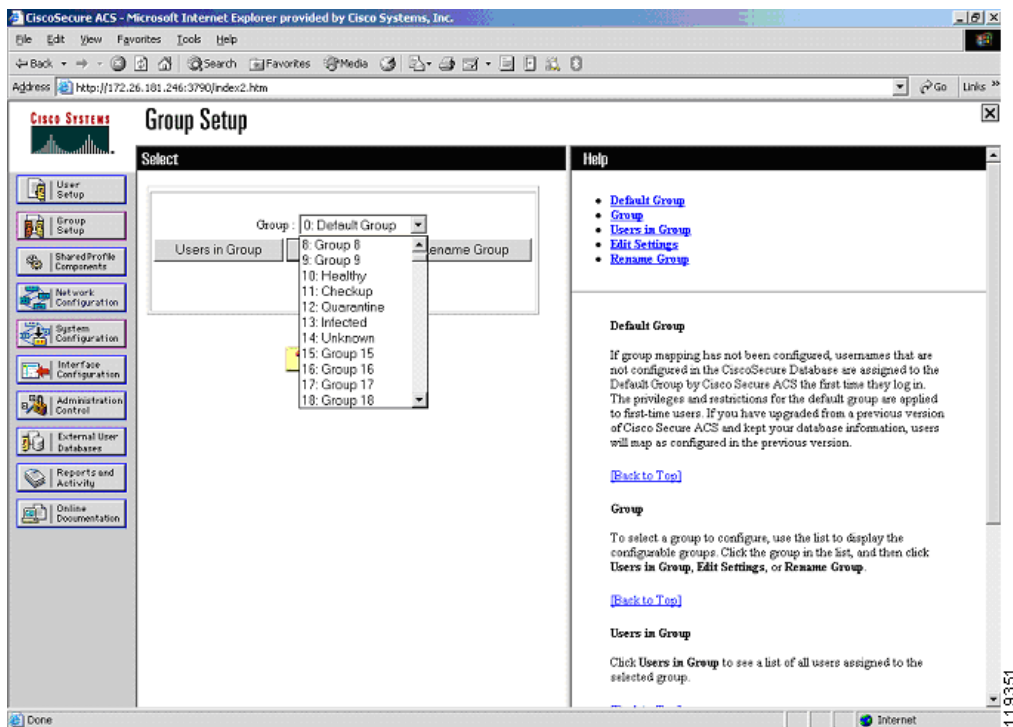 CiscoSecure ACS - Microsoft Internet Explorer provided by Cisco Systems, Inc.
File Edit View Favorites Tools Help
Back Search Favorites Media
Address http://172.26.181.246:3790/index2.htm Go Links »
CISCO SYSTEMS
Group Setup
User
Setup
Group
Setup
Shared Profile
Components
Network
Configuration
System
Configuration
Interface
Configuration
Administration
Control
External User
Databases
Reports and
Activity
Online
Documentation
Select
Group : 0: Default Group
Users in Group ename Group
8: Group 8
9: Group 9
10: Healthy
11: Checkup
12: Quarantine
13: Infected
14: Unknown
15: Group 15
16: Group 16
17: Group 17
18: Group 18
Help
• Default Group
• Group
• Users in Group
• Edit Settings
• Rename Group
Default Group
If group mapping has not been configured, usernames that are
not configured in the CiscoSecure Database are assigned to the
Default Group by Cisco Secure ACS the first time they log in.
The privileges and restrictions for the default group are applied
to first-time users. If you have upgraded from a previous version
of Cisco Secure ACS and kept your database information, users
will map as configured in the previous version.
[Back to Top]
Group
To select a group to configure, use the list to display the
configurable groups. Click the group in the list, and then click
Users in Group, Edit Settings, or Rename Group.
[Back to Top]
Users in Group
Click Users in Group to see a list of all users assigned to the
selected group.
Done Internet
119351